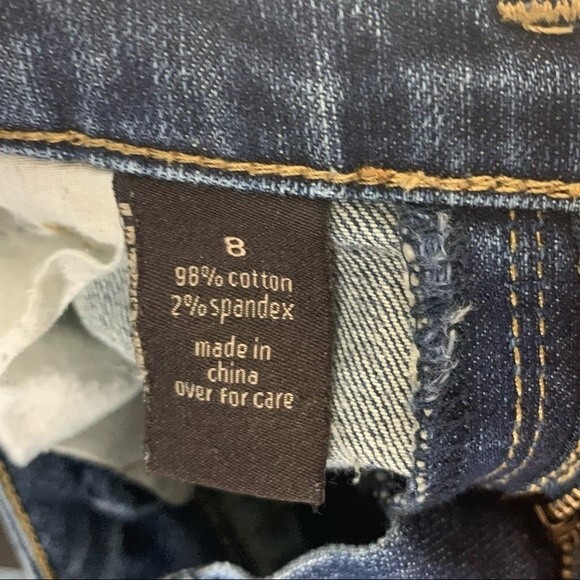 8
98% cotton
2% spandex
made in
china
over for care